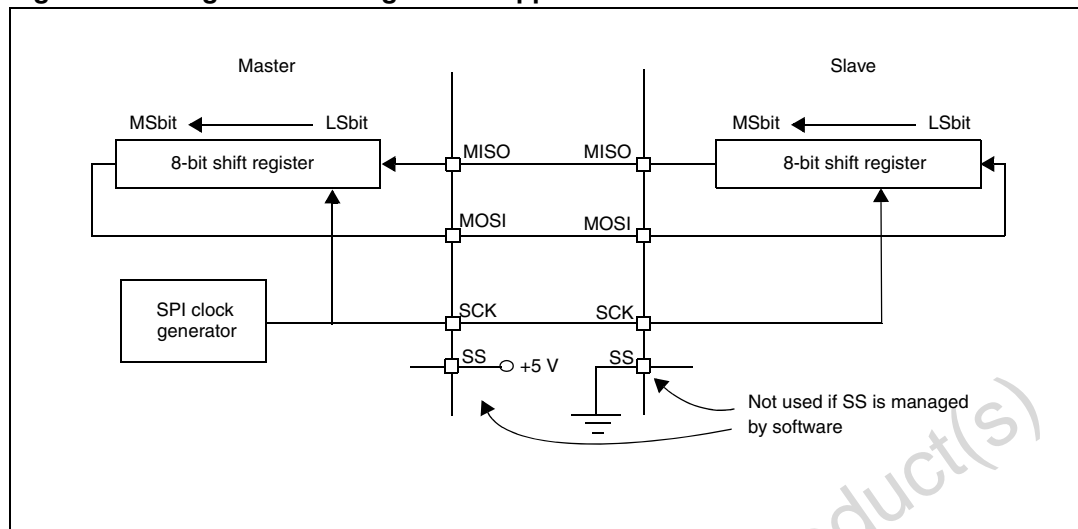 Master
Slave
MSbit
LSbit
MSbit
LSbit
8-bit shift register
MISO
MISO
8-bit shift register
MOSI
MOSI
SPI clock
generator
SCK
SCK
SS
+5 V
SS
Not used if SS is managed
by software